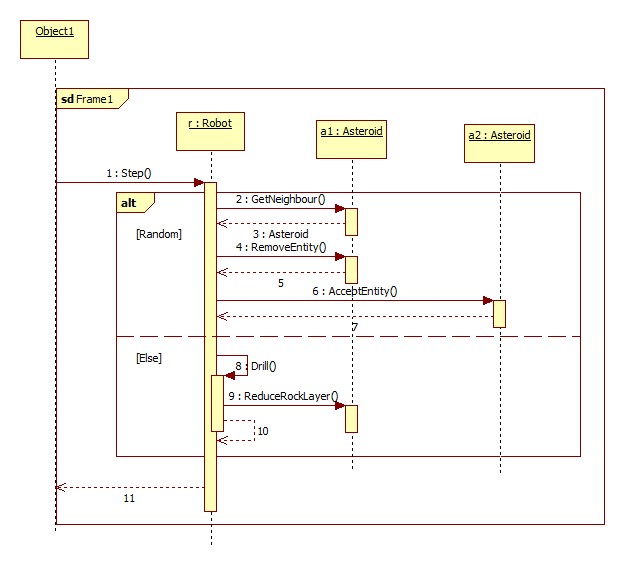 Object1
sd Frame1
r : Robot
a1 : Asteroid
a2 : Asteroid
1 : Step()
alt
2 : GetNeighbour()
[Random]
3 : Asteroid
4 : RemoveEntity()
5
6 : AcceptEntity()
7
[Else]
8 : Drill()
9 : ReduceRockLayer()
10
11